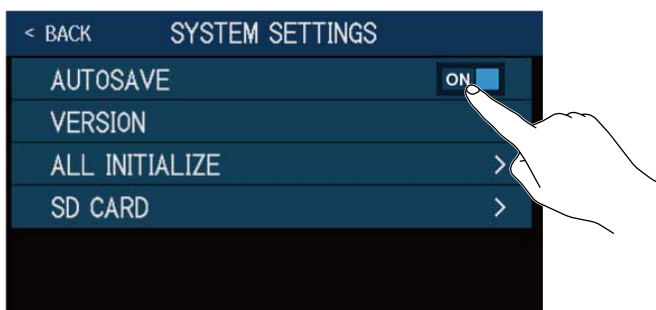 < BACK SYSTEM SETTINGS
AUTOSAVE ON
VERSION
ALL INITIALIZE >
SD CARD >